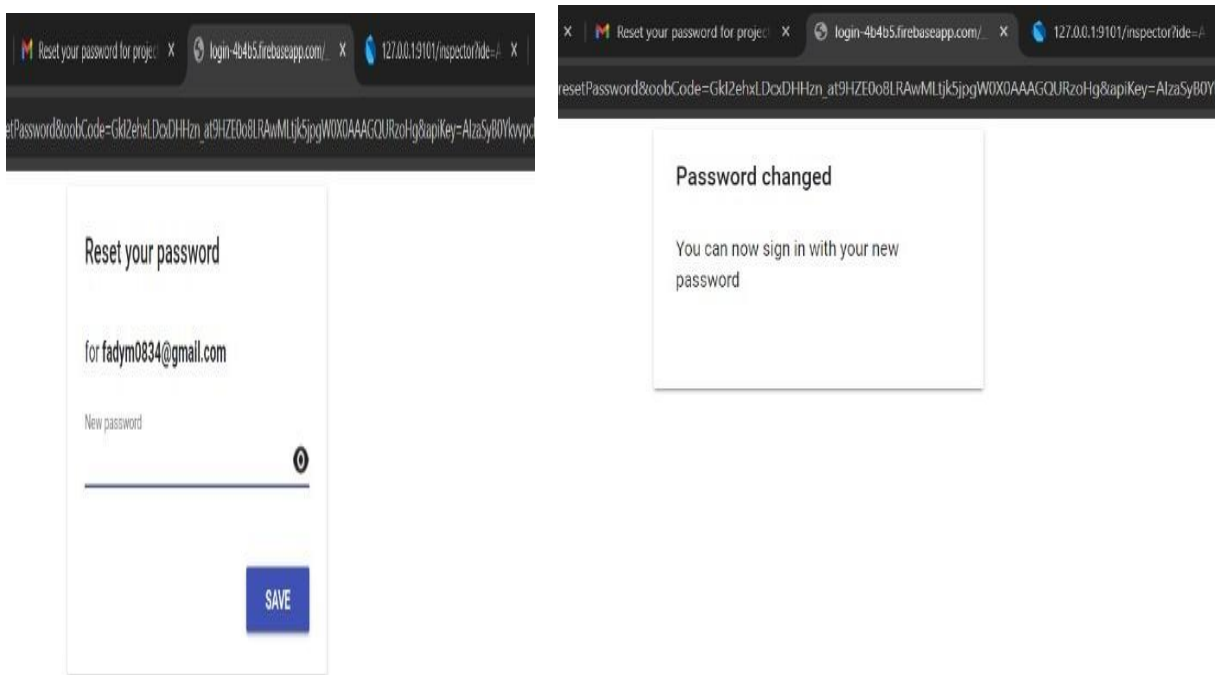 Reset your password for projec
login-4b4b5.firebaseapp.com/_
127.0.0.1:9101/inspector?ide=A
Reset your password
for fadym0834@gmail.com
New password
SAVE
Reset your password for project
login-4b4b5.firebaseapp.com/_
127.0.0.1:9101/inspector?ide=A
Password changed
You can now sign in with your new
password